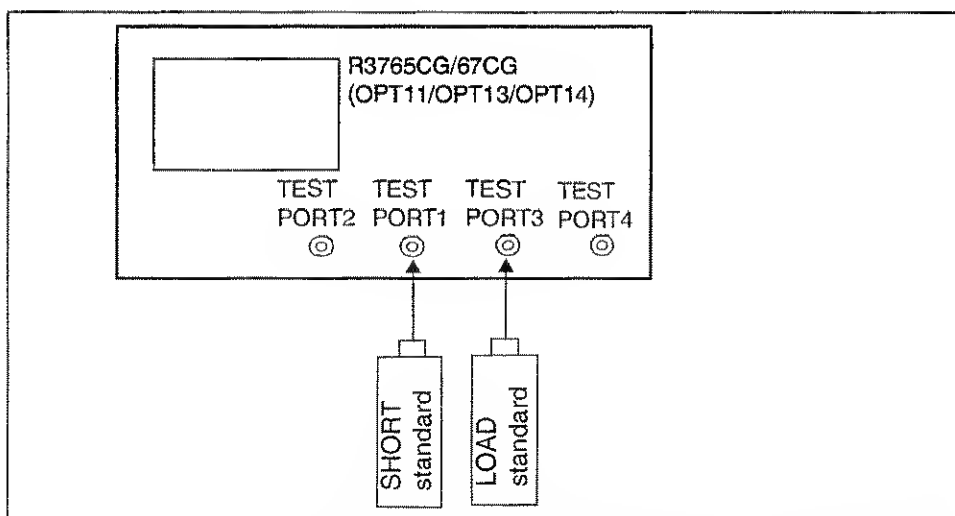 R3765CG/67CG
(OPT11/OPT13/OPT14)
TEST TEST TEST TEST
PORT2 PORT1 PORT3 PORT4
SHORT
standard
LOAD
standard